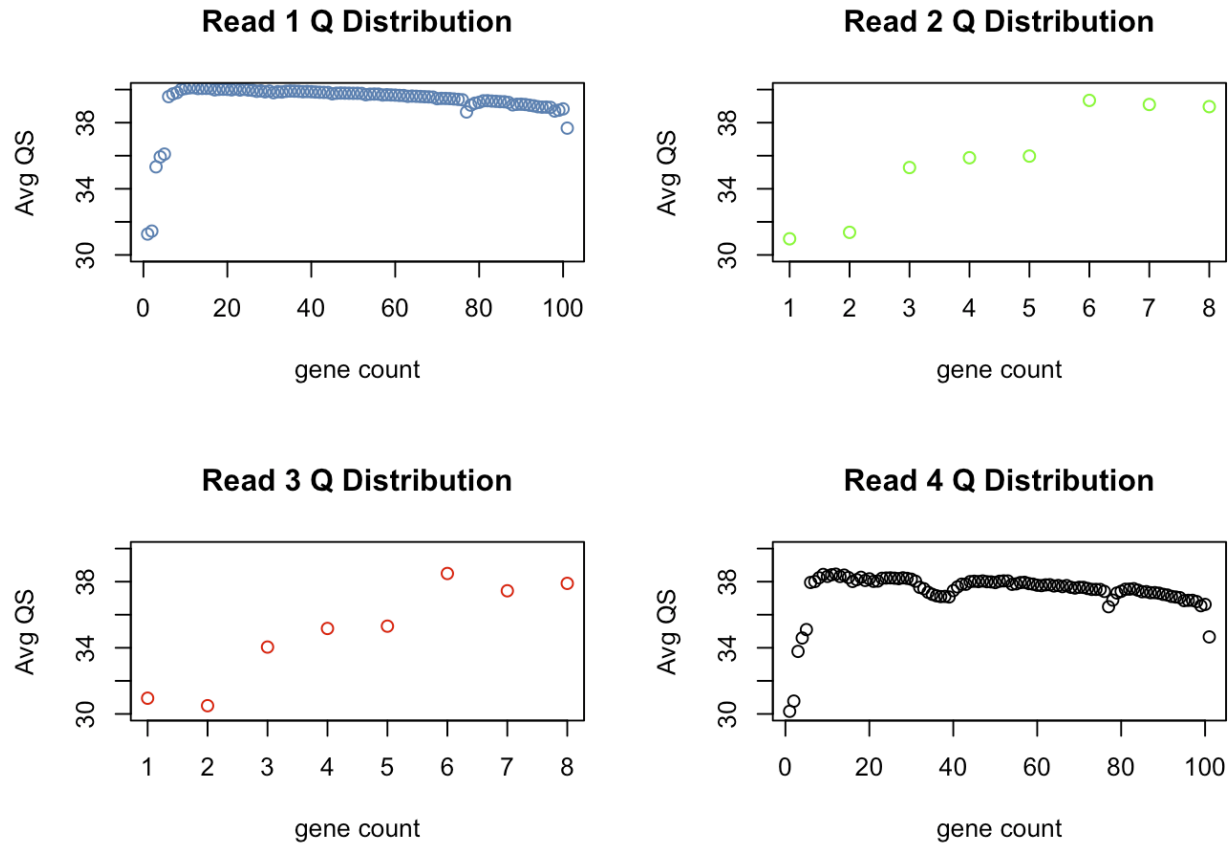 Read 1 Q Distribution
Avg QS
30 34 38
0 20 40 60 80 100
gene count
Read 2 Q Distribution
Avg QS
30 34 38
1 2 3 4 5 6 7 8
gene count
Read 3 Q Distribution
Avg QS
30 34 38
1 2 3 4 5 6 7 8
gene count
Read 4 Q Distribution
Avg QS
30 34 38
0 20 40 60 80 100
gene count